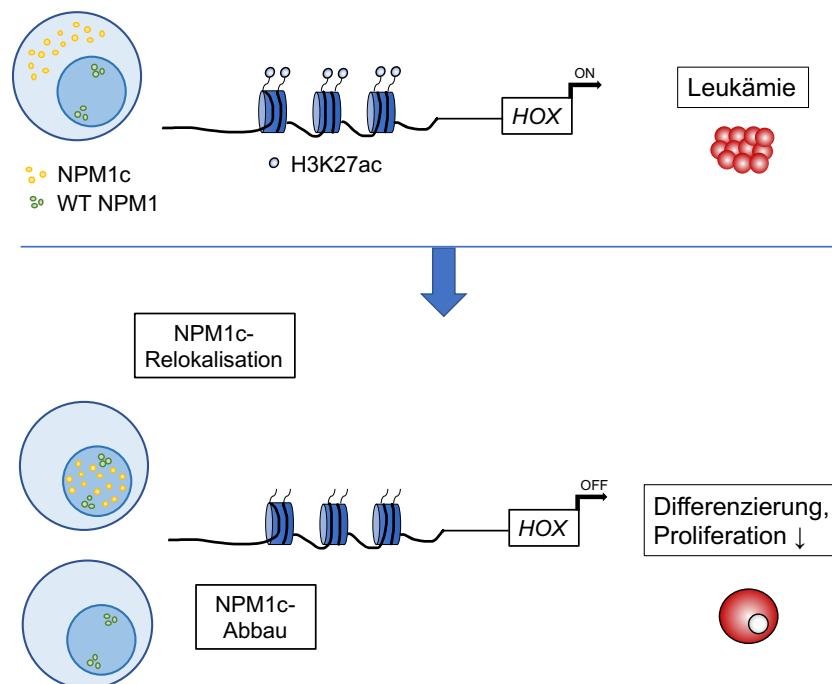 ON
HOX
Leukämie
H3K27ac
NPM1c
WT NPM1
NPM1c-
Relokalisation
OFF
HOX
Differenzierung,
Proliferation ↓
NPM1c-
Abbau